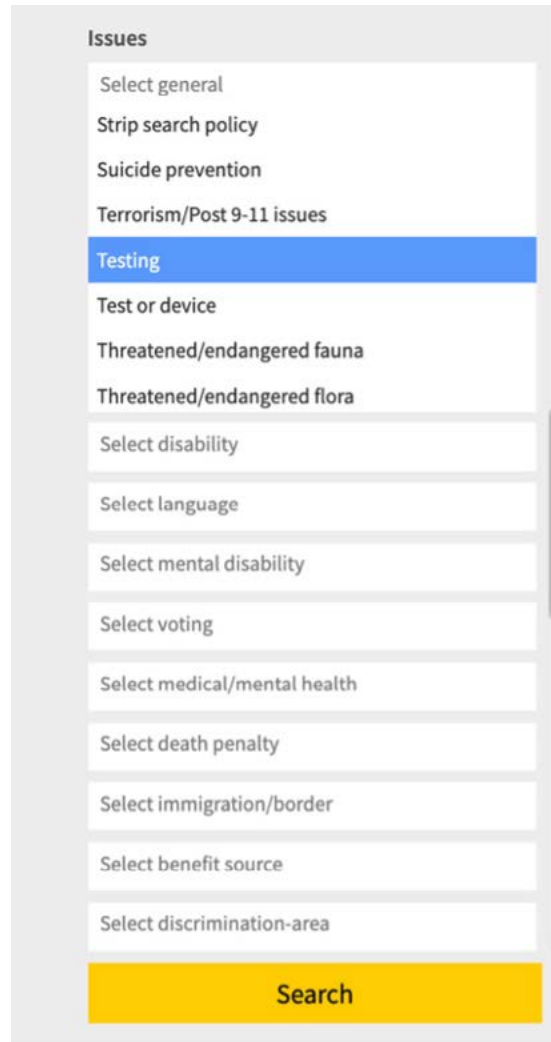 Issues
Select general
Strip search policy
Suicide prevention
Terrorism/Post 9-11 issues
Testing
Test or device
Threatened/endangered fauna
Threatened/endangered flora
Select disability
Select language
Select mental disability
Select voting
Select medical/mental health
Select death penalty
Select immigration/border
Select benefit source
Select discrimination-area
Search